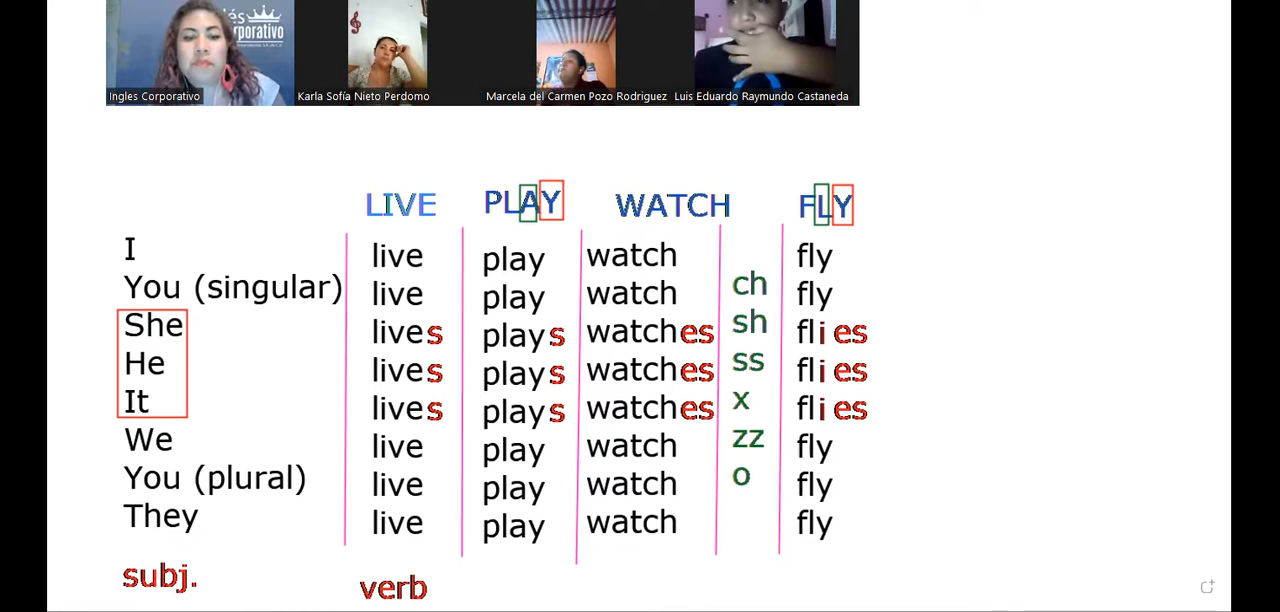 és
corporativo
Ingles Corporativo
Karla Sofía Nieto Perdomo
Marcela del Carmen Pozo Rodriguez
Luis Eduardo Raymundo Castaneda
LIVE PLAY WATCH FLY
I live play watch fly
You (singular) live play watch ch fly
She lives plays watches sh flies
He lives plays watches ss flies
It lives plays watches x flies
We live play watch zz fly
You (plural) live play watch o fly
They live play watch fly
subj. verb